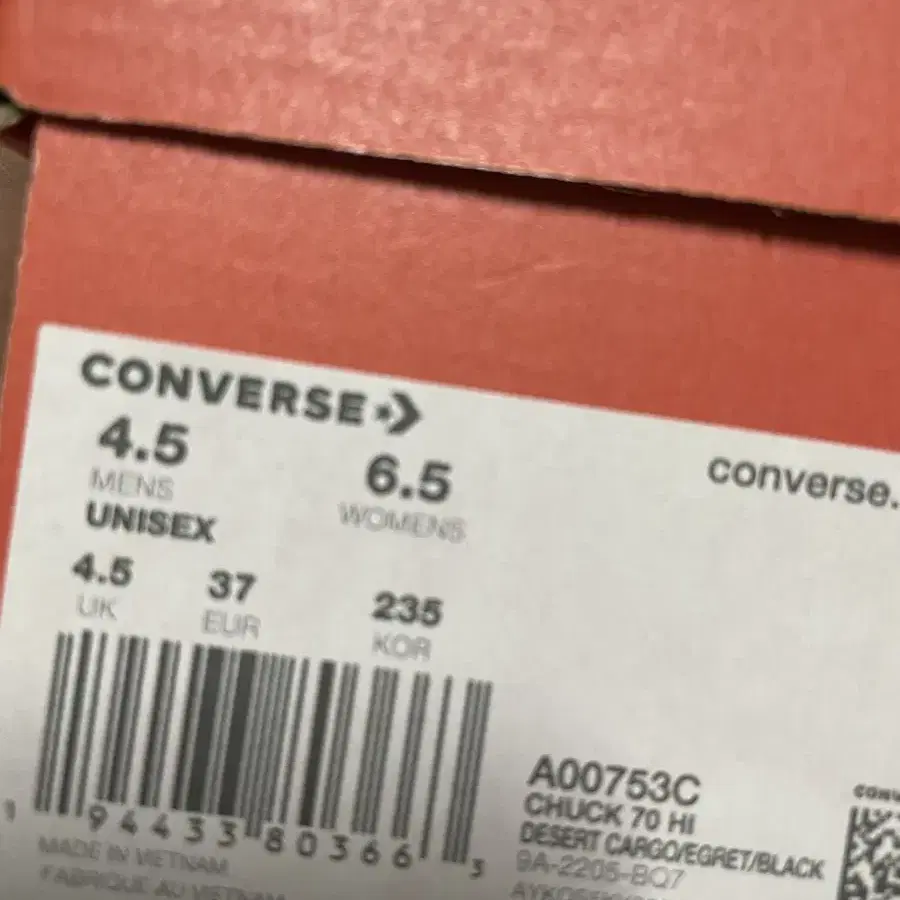 CONVERSE
converse.
4.5 6.5
MENS WOMENS
UNISEX
4.5 37 235
UK EUR KOR
1 94433 80366 3
MADE IN VIETNAM
FABRIQUE AU VIETNAM
A00753C
CHUCK 70 HI
DESERT CARGO/EGRET/BLACK
9A-2205-BQ7